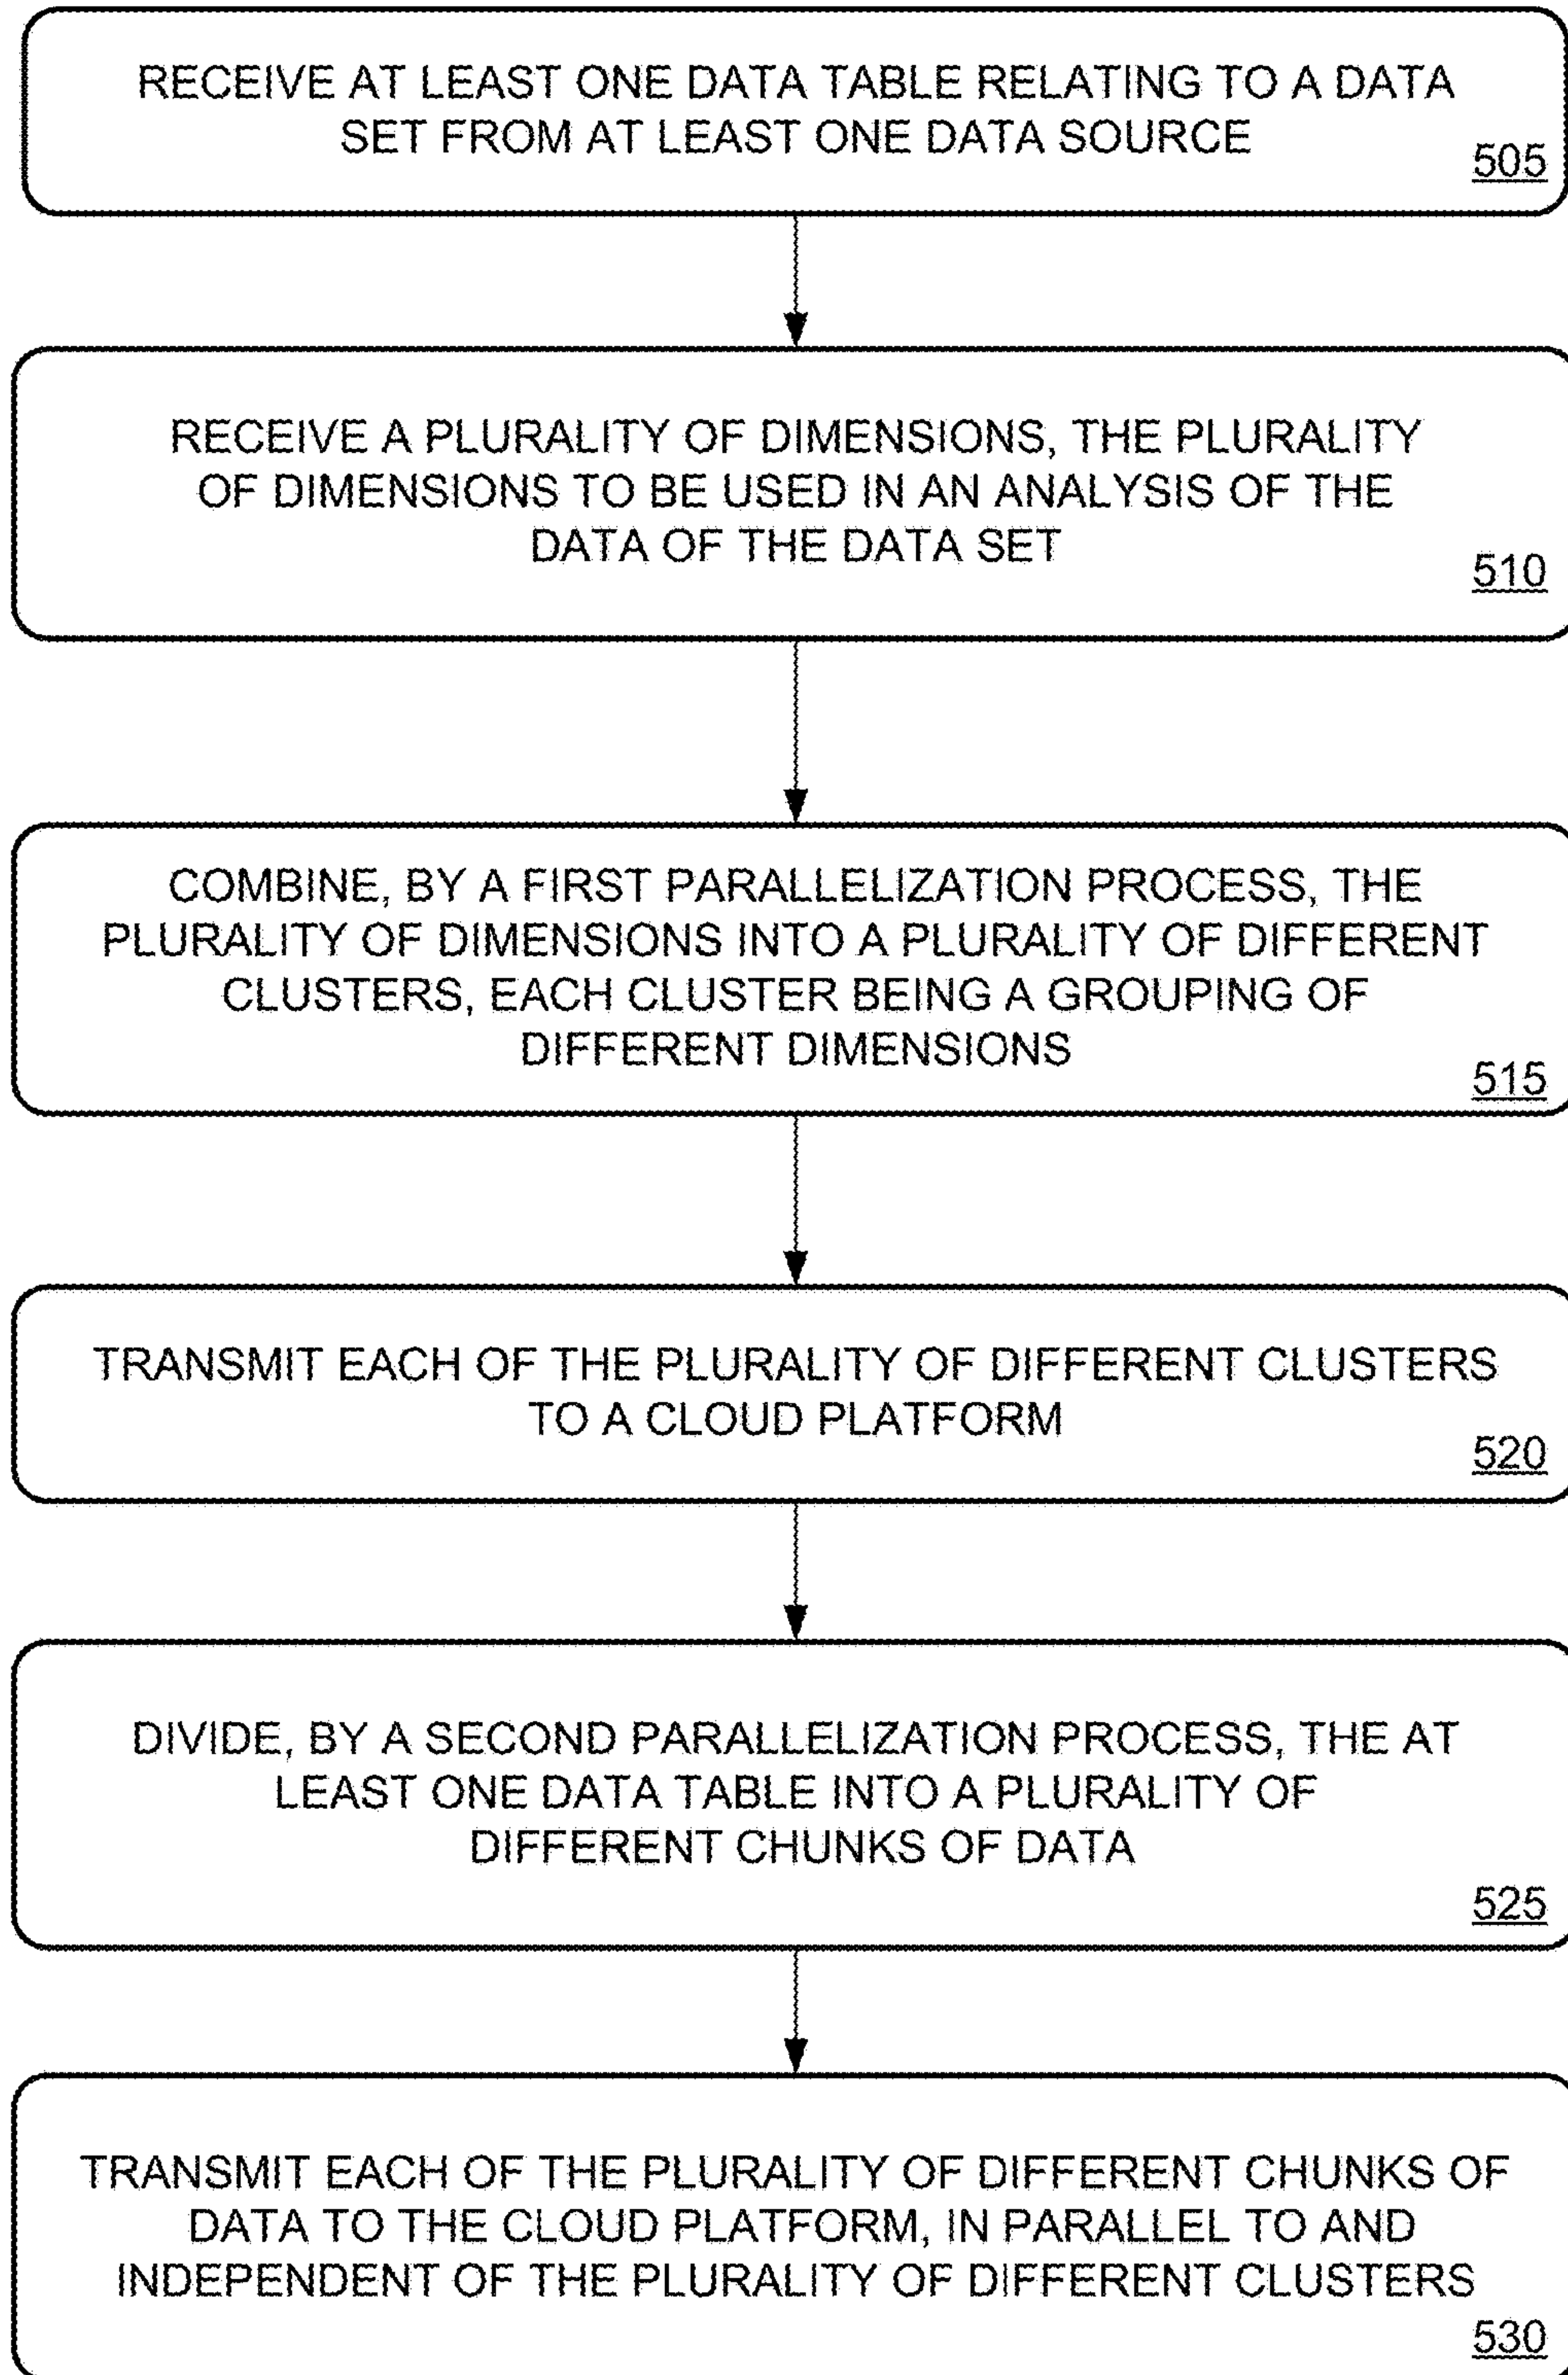 RECEIVE AT LEAST ONE DATA TABLE RELATING TO A DATA
SET FROM AT LEAST ONE DATA SOURCE
505
RECEIVE A PLURALITY OF DIMENSIONS, THE PLURALITY
OF DIMENSIONS TO BE USED IN AN ANALYSIS OF THE
DATA OF THE DATA SET
510
COMBINE, BY A FIRST PARALLELIZATION PROCESS, THE
PLURALITY OF DIMENSIONS INTO A PLURALITY OF DIFFERENT
CLUSTERS, EACH CLUSTER BEING A GROUPING OF
DIFFERENT DIMENSIONS
515
TRANSMIT EACH OF THE PLURALITY OF DIFFERENT CLUSTERS
TO A CLOUD PLATFORM
520
DIVIDE, BY A SECOND PARALLELIZATION PROCESS, THE AT
LEAST ONE DATA TABLE INTO A PLURALITY OF
DIFFERENT CHUNKS OF DATA
525
TRANSMIT EACH OF THE PLURALITY OF DIFFERENT CHUNKS OF
DATA TO THE CLOUD PLATFORM, IN PARALLEL TO AND
INDEPENDENT OF THE PLURALITY OF DIFFERENT CLUSTERS
530